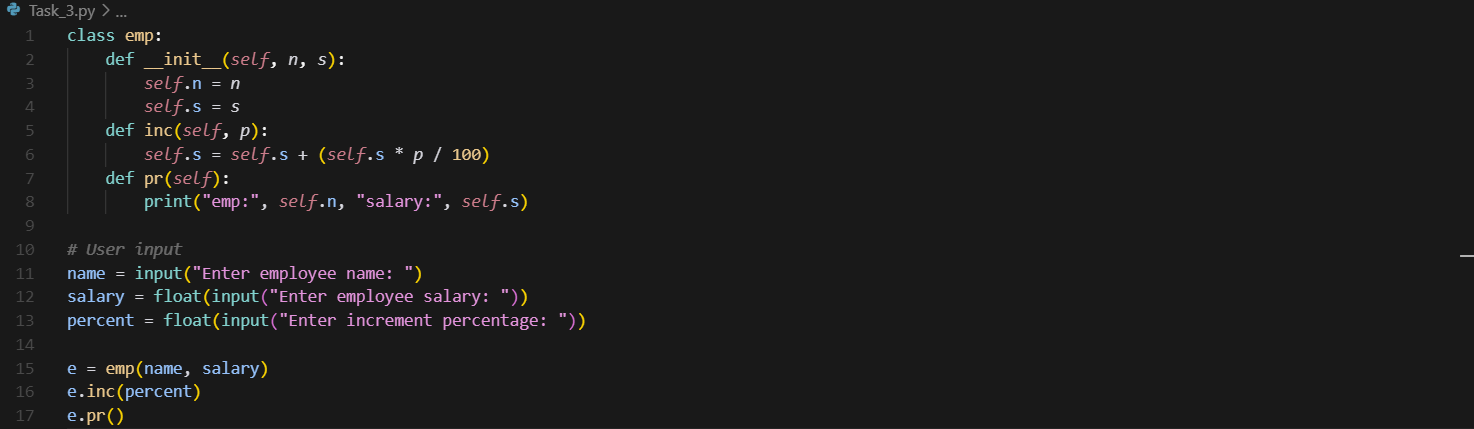 Task_3.py > ...
1 class emp:
2     def __init__(self, n, s):
3         self.n = n
4         self.s = s
5     def inc(self, p):
6         self.s = self.s + (self.s * p / 100)
7     def pr(self):
8         print("emp:", self.n, "salary:", self.s)
9
10 # User input
11 name = input("Enter employee name: ")
12 salary = float(input("Enter employee salary: "))
13 percent = float(input("Enter increment percentage: "))
14
15 e = emp(name, salary)
16 e.inc(percent)
17 e.pr()